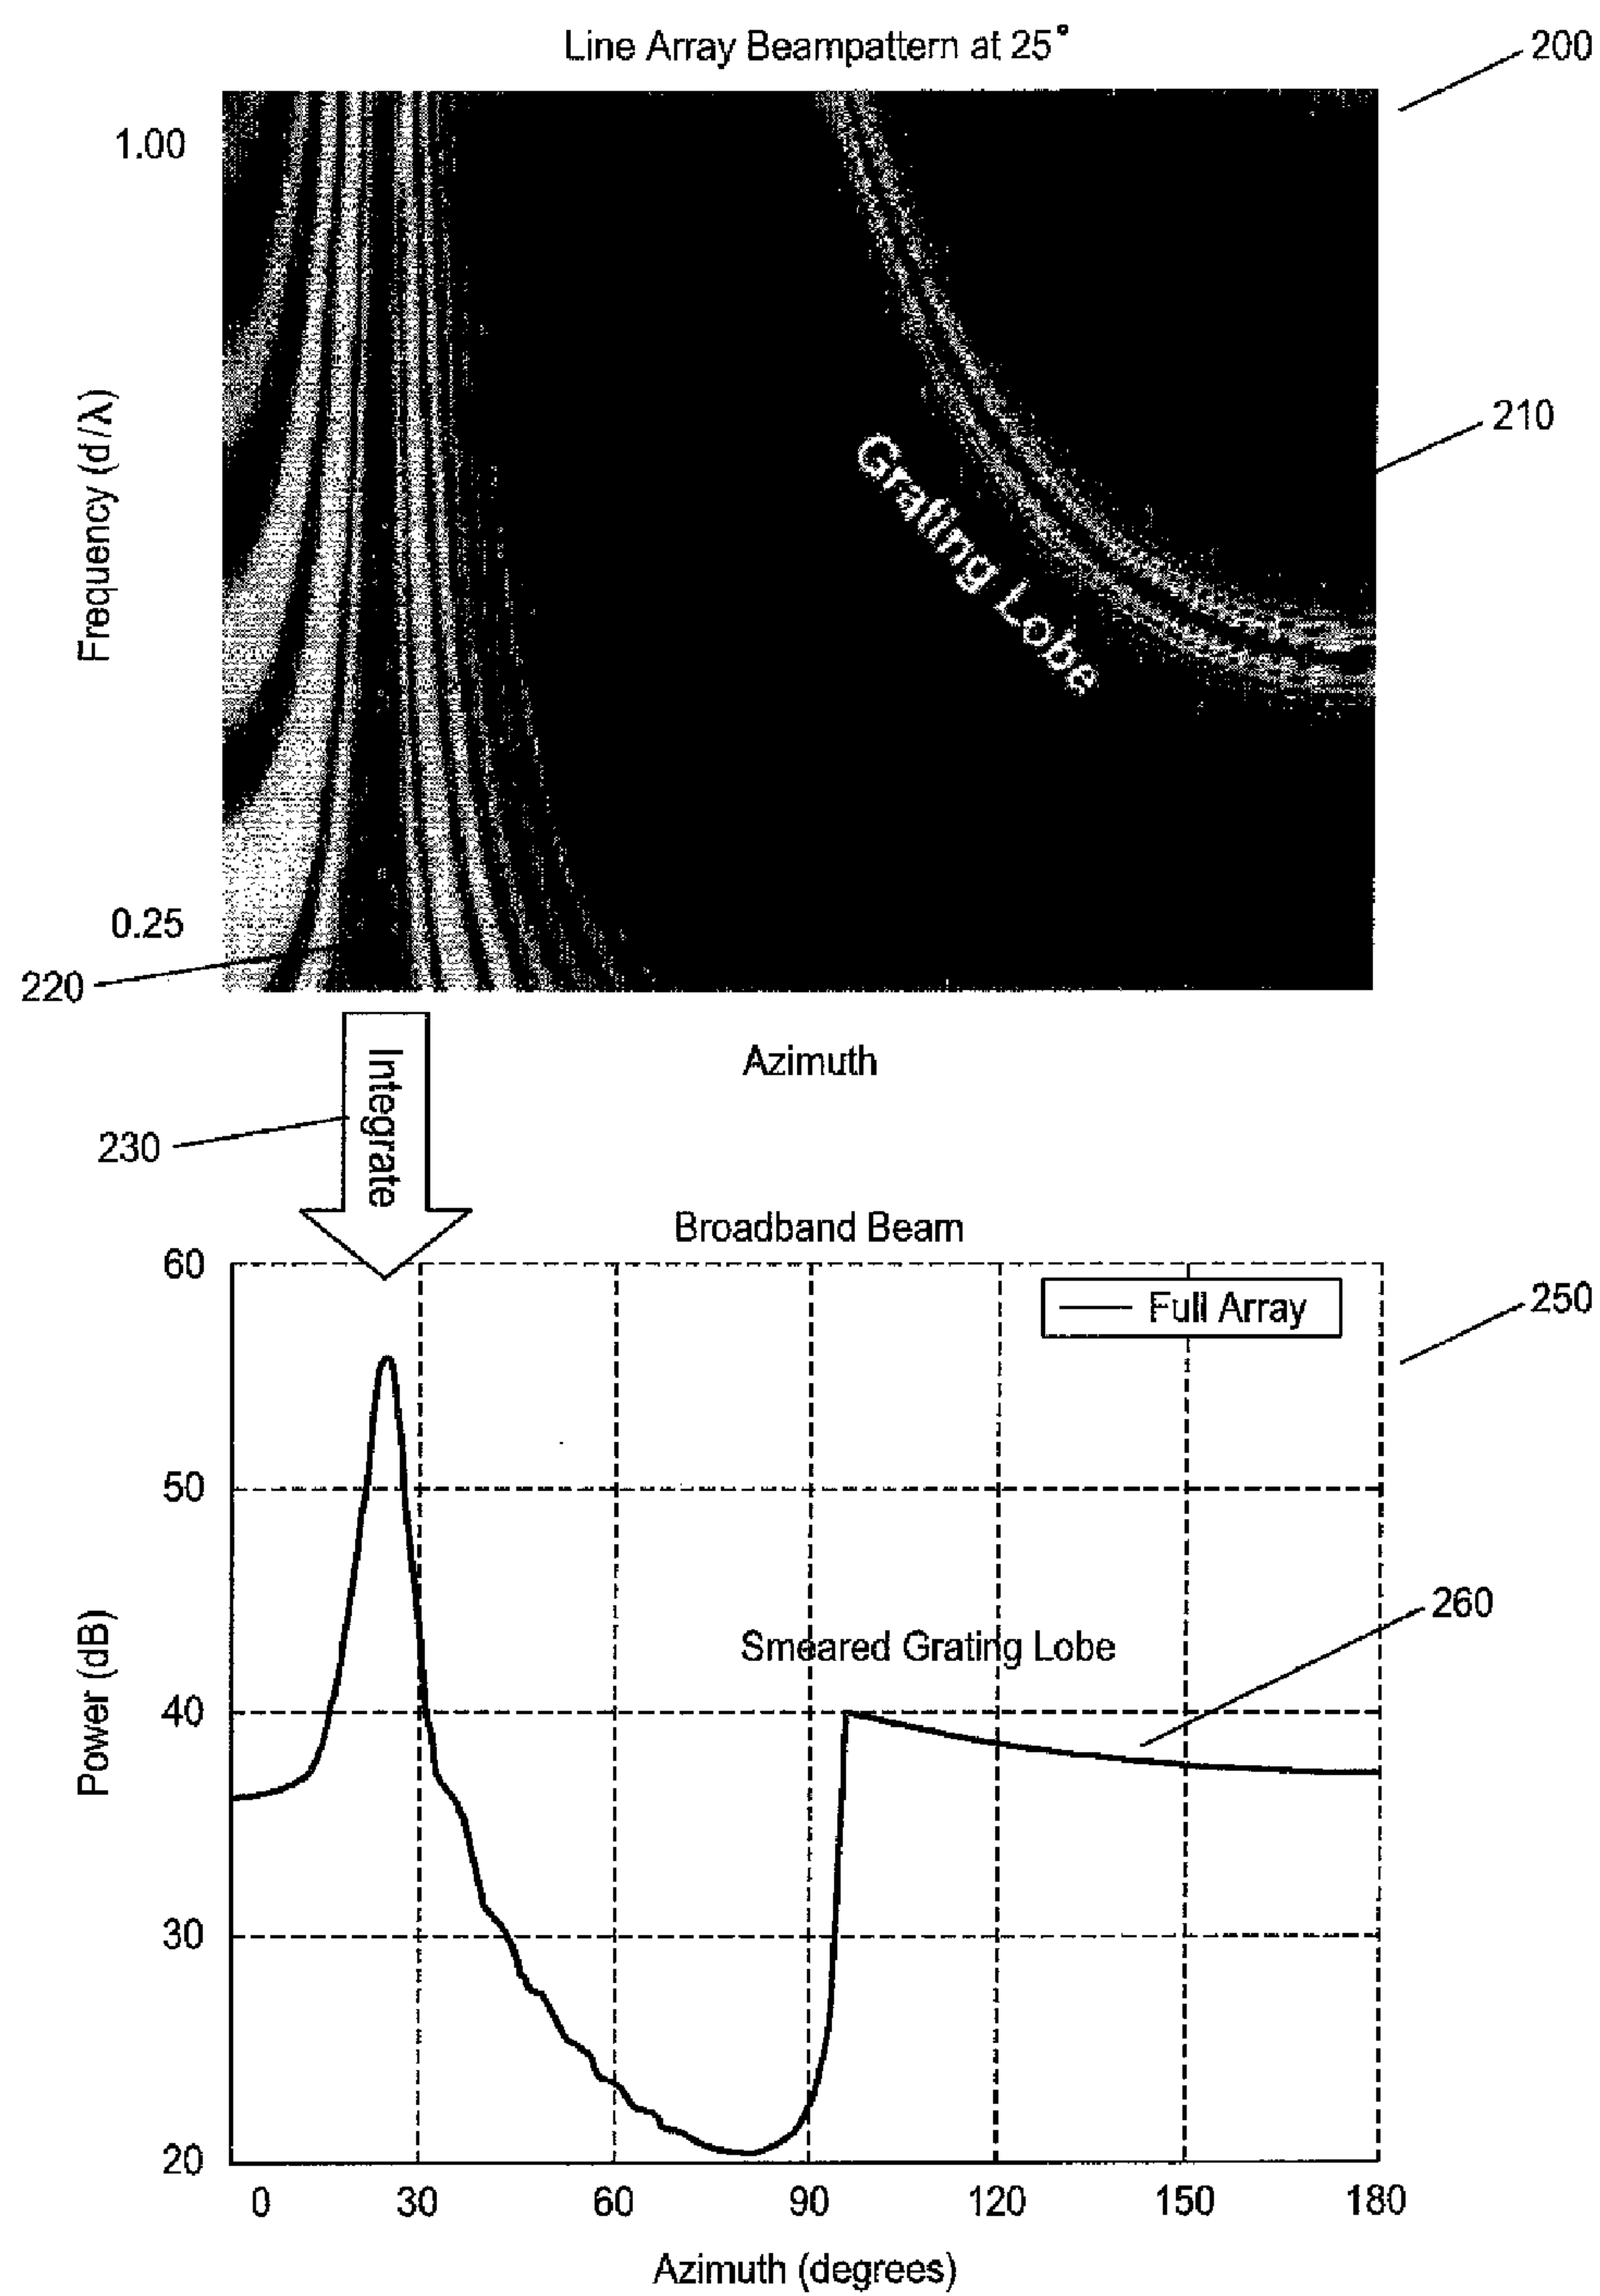 Line Array Beampattern at 25°
200
1.00
210
Frequency (d/λ)
Grating Lobe
0.25
220
Azimuth
Integrate
230
Broadband Beam
60
Full Array
250
50
260
Smeared Grating Lobe
Power (dB)
40
30
20
0 30 60 90 120 150 180
Azimuth (degrees)